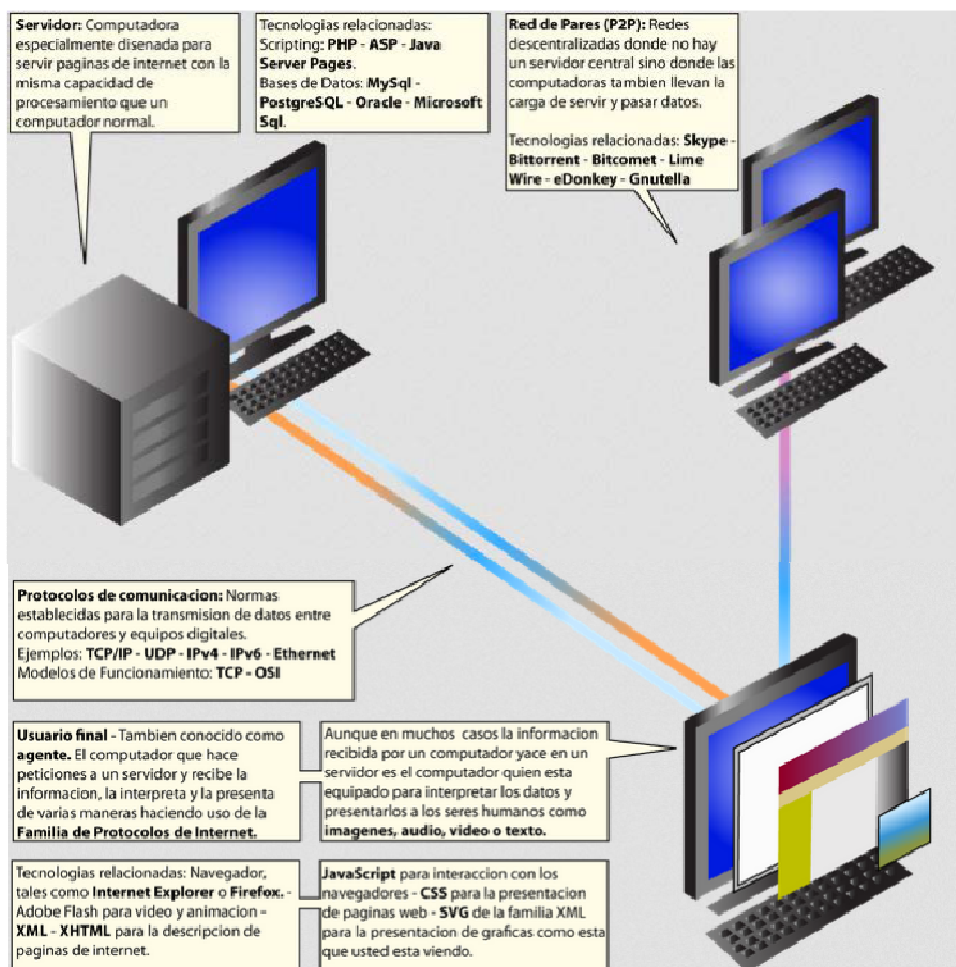 Servidor: Computadora
especialmente disenada para
servir paginas de internet con la
misma capacidad de
procesamiento que un
computador normal.
Tecnologias relacionadas:
Scripting: PHP - ASP - Java
Server Pages.
Bases de Datos: MySql -
PostgreSQL - Oracle - Microsoft
Sql.
Red de Pares (P2P): Redes
descentralizadas donde no hay
un servidor central sino donde las
computadoras tambien llevan la
carga de servir y pasar datos.
Tecnologias relacionadas: Skype -
Bittorrent - Bitcomet - Lime
Wire - eDonkey - Gnutella
Protocolos de comunicacion: Normas
establecidas para la transmision de datos entre
computadores y equipos digitales.
Ejemplos: TCP/IP - UDP - IPv4 - IPv6 - Ethernet
Modelos de Funcionamiento: TCP - OSI
Usuario final - Tambien conocido como
agente. El computador que hace
peticiones a un servidor y recibe la
informacion, la interpreta y la presenta
de varias maneras haciendo uso de la
Familia de Protocolos de Internet.
Aunque en muchos casos la informacion
recibida por un computador yace en un
serviidor es el computador quien esta
equipado para interpretar los datos y
presentarlos a los seres humanos como
imagenes, audio, video o texto.
Tecnologias relacionadas: Navegador,
tales como Internet Explorer o Firefox. -
Adobe Flash para video y animacion -
XML - XHTML para la descripcion de
paginas de internet.
JavaScript para interaccion con los
navegadores - CSS para la presentacion
de paginas web - SVG de la familia XML
para la presentacion de graficas como esta
que usted esta viendo.